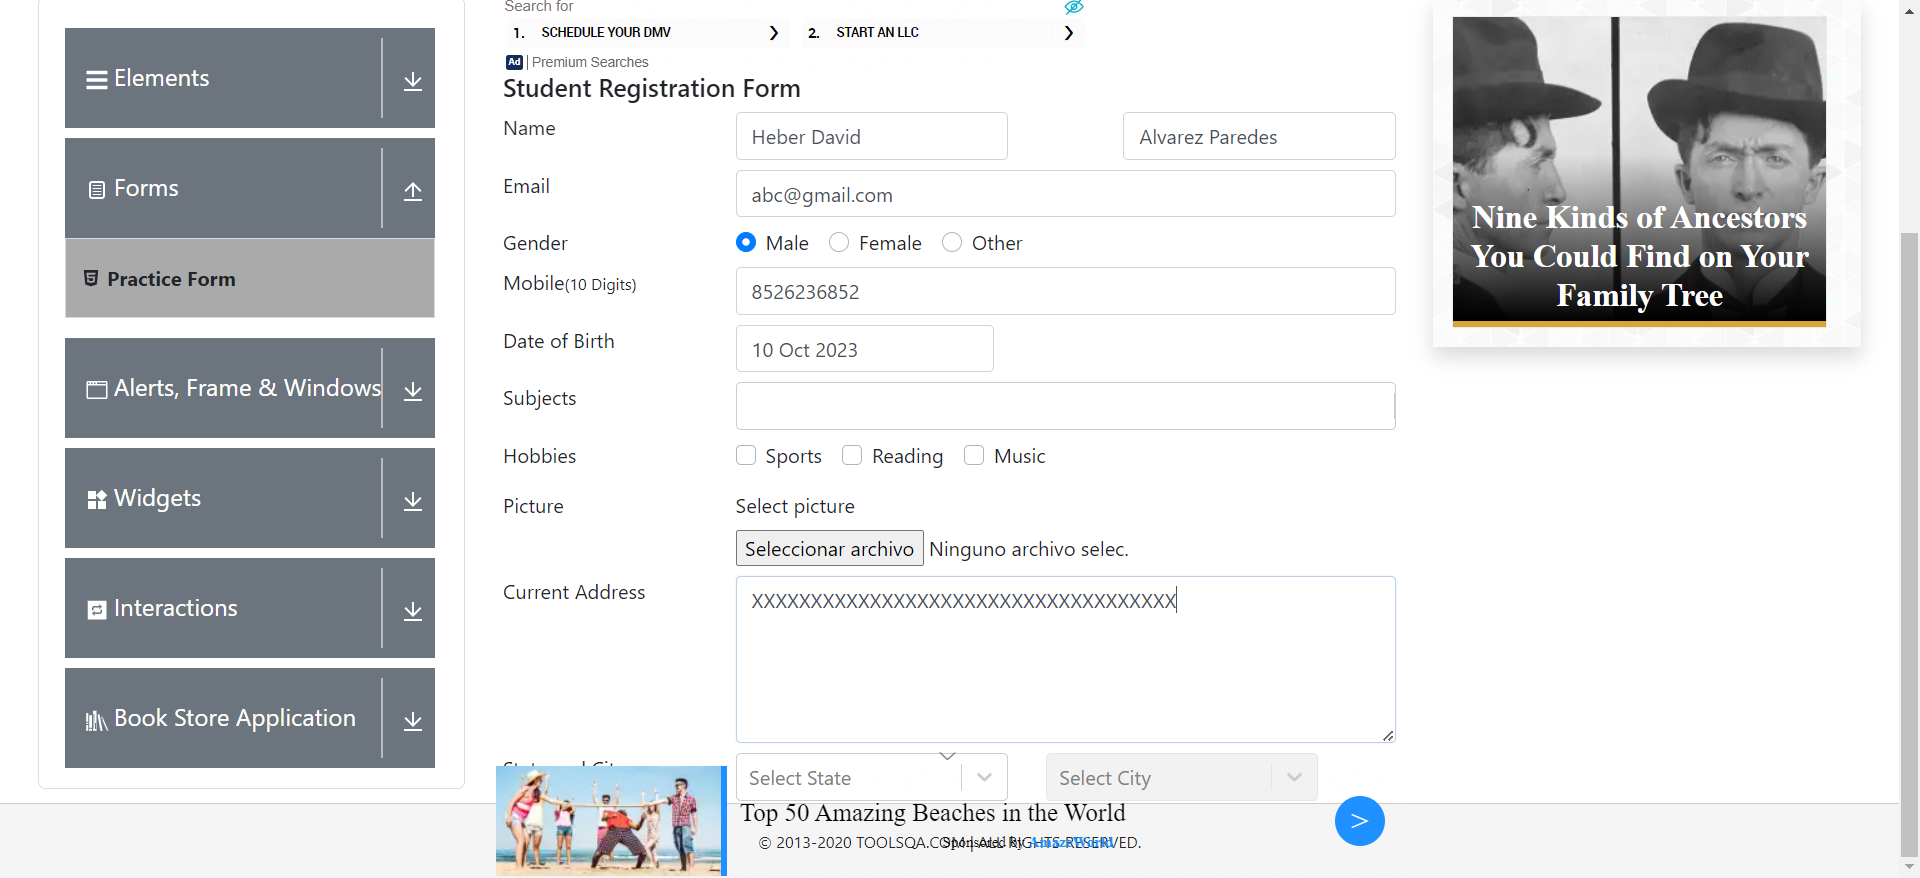 Elements
Forms
Practice Form
Alerts, Frame & Windows
Widgets
Interactions
Book Store Application
Search for
1. SCHEDULE YOUR DMV
2. START AN LLC
Ad | Premium Searches
Student Registration Form
Name
Heber David
Alvarez Paredes
Email
abc@gmail.com
Gender
Male
Female
Other
Mobile(10 Digits)
8526236852
Date of Birth
10 Oct 2023
Subjects
Hobbies
Sports
Reading
Music
Picture
Select picture
Seleccionar archivo Ninguno archivo selec.
Current Address
XXXXXXXXXXXXXXXXXXXXXXXXXXXXXXXXXXXX
Select State
Select City
Top 50 Amazing Beaches in the World
© 2013-2020 TOOLSQA.COM | ALL RIGHTS RESERVED.
Nine Kinds of Ancestors
You Could Find on Your
Family Tree